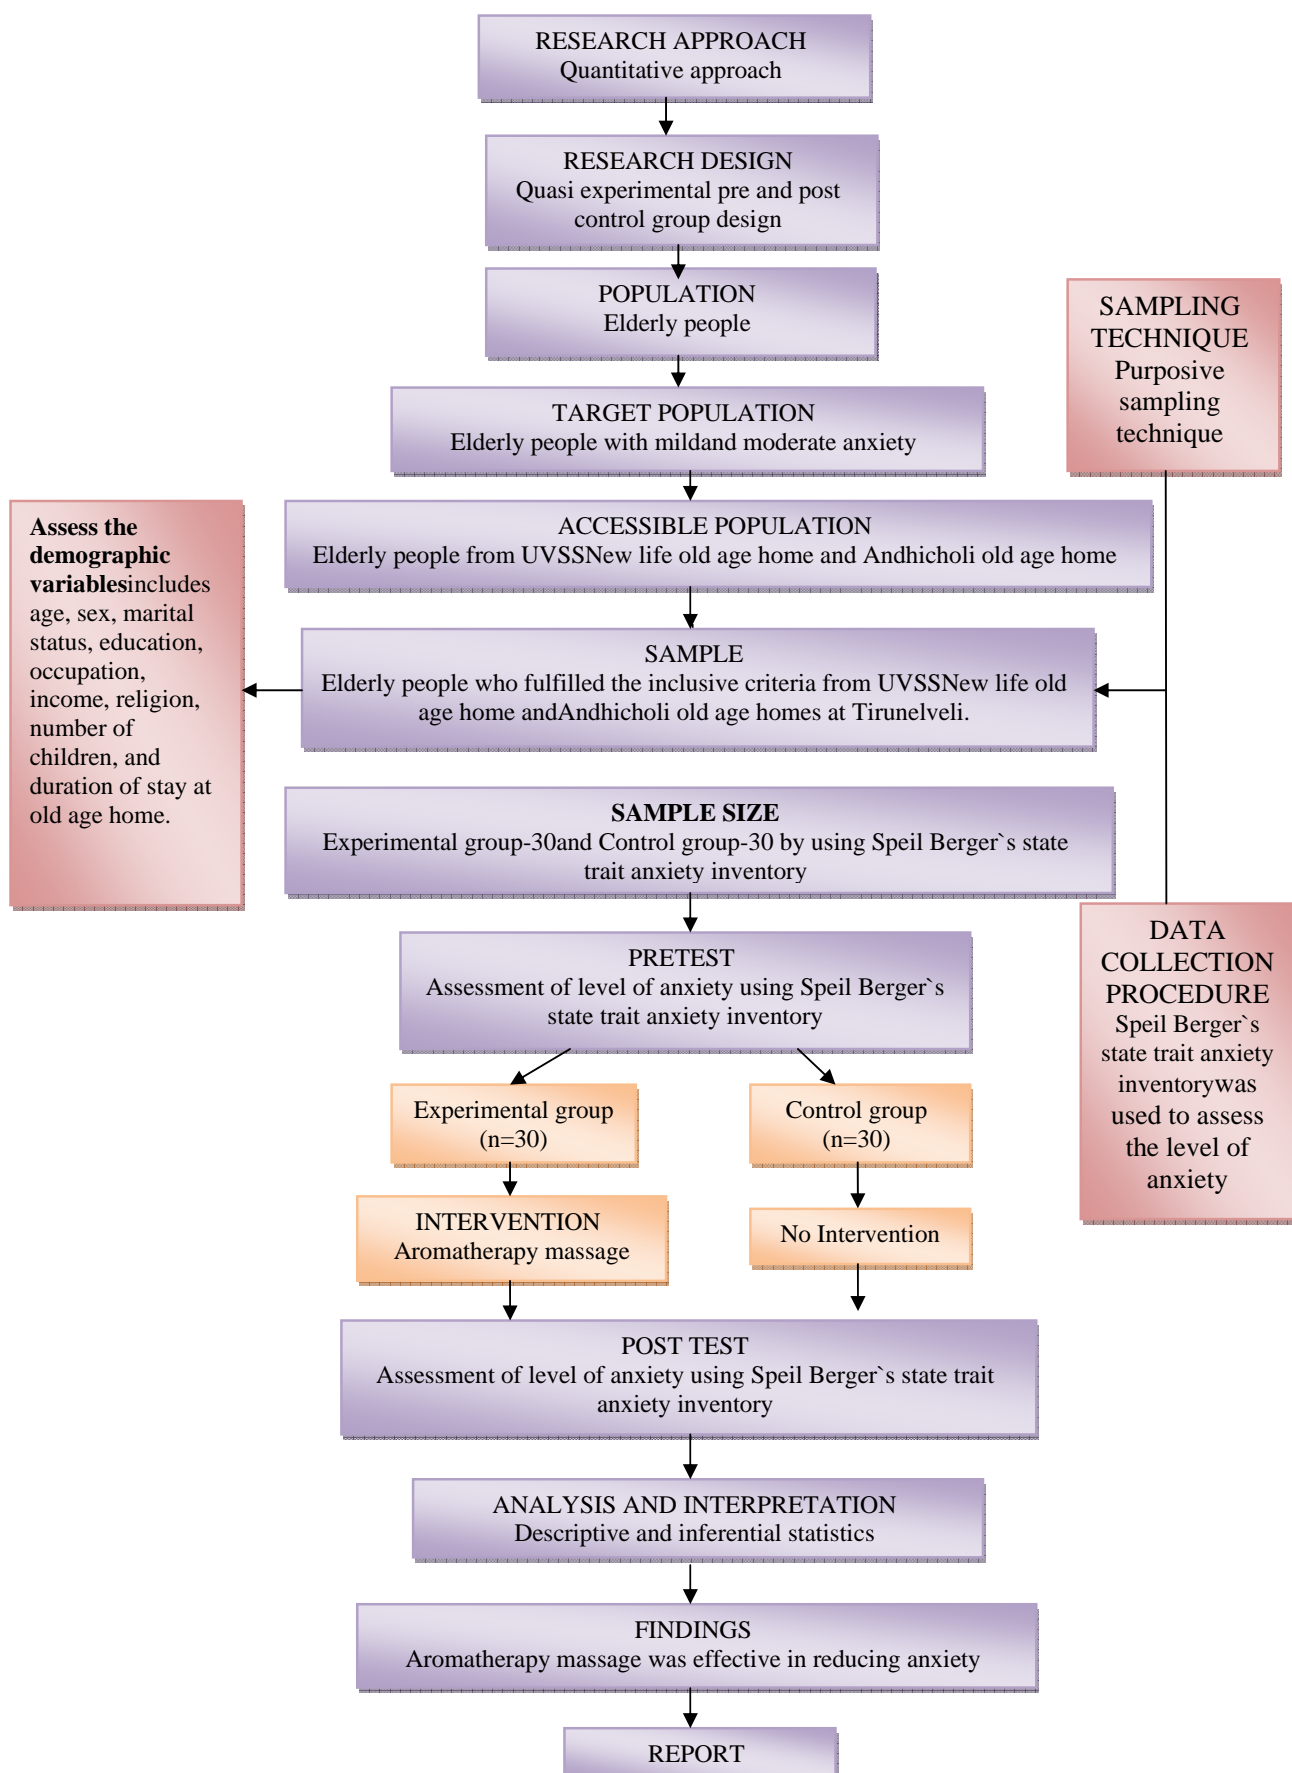 RESEARCH APPROACH
Quantitative approach
RESEARCH DESIGN
Quasi experimental pre and post
control group design
POPULATION
Elderly people
SAMPLING
TECHNIQUE
Purposive
sampling
technique
TARGET POPULATION
Elderly people with mildand moderate anxiety
ACCESSIBLE POPULATION
Elderly people from UVSSNew life old age home and Andhicholi old age home
Assess the
demographic
variablesincludes
age, sex, marital
status, education,
occupation,
income, religion,
number of
children, and
duration of stay at
old age home.
SAMPLE
Elderly people who fulfilled the inclusive criteria from UVSSNew life old
age home andAndhicholi old age homes at Tirunelveli.
SAMPLE SIZE
Experimental group-30and Control group-30 by using Speil Berger`s state
trait anxiety inventory
PRETEST
Assessment of level of anxiety using Speil Berger`s
state trait anxiety inventory
DATA
COLLECTION
PROCEDURE
Speil Berger`s
state trait anxiety
inventorywas
used to assess
the level of
anxiety
Experimental group
(n=30)
Control group
(n=30)
INTERVENTION
Aromatherapy massage
No Intervention
POST TEST
Assessment of level of anxiety using Speil Berger`s state trait
anxiety inventory
ANALYSIS AND INTERPRETATION
Descriptive and inferential statistics
FINDINGS
Aromatherapy massage was effective in reducing anxiety
REPORT